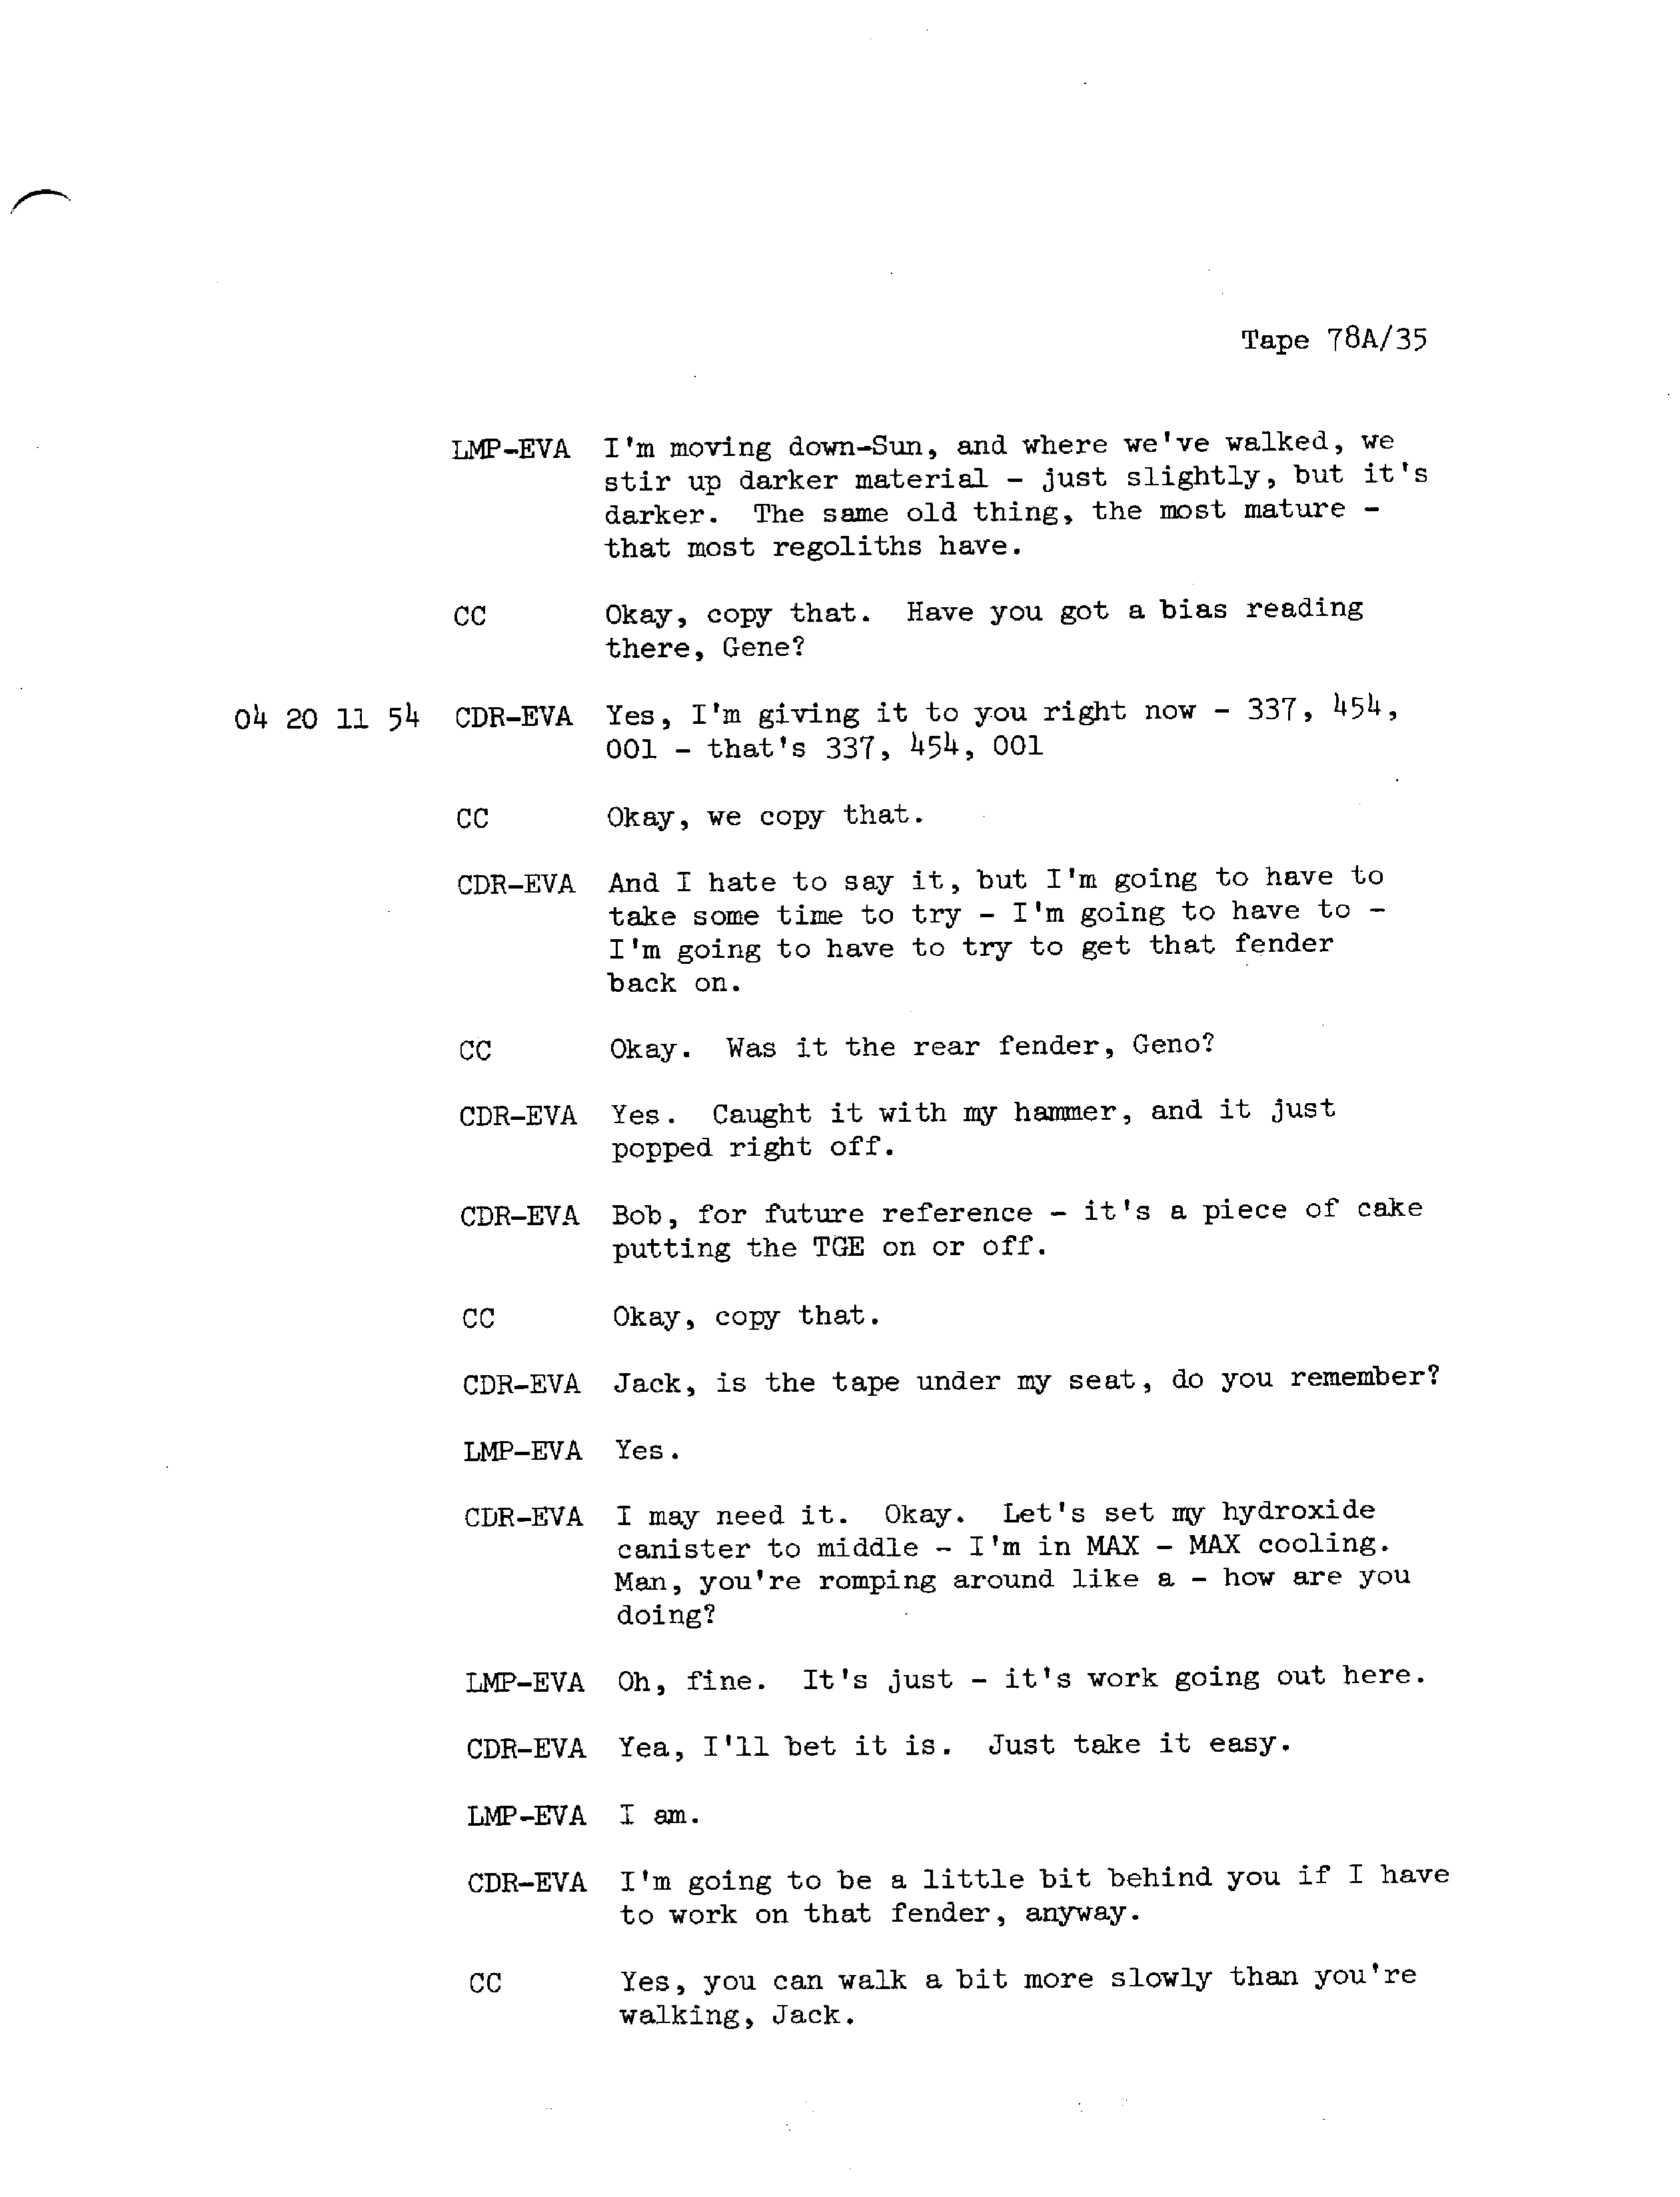 Tape 78A/35
LMP-EVA I'm moving down-Sun, and where we've walked, we
stir up darker material - just slightly, but it's
darker. The same old thing, the most mature -
that most regoliths have.
CC Okay, copy that. Have you got a bias reading
there, Gene?
04 20 11 54 CDR-EVA Yes, I'm giving it to you right now - 337, 454,
001 - that's 337, 454, 001
CC Okay, we copy that.
CDR-EVA And I hate to say it, but I'm going to have to
take some time to try - I'm going to have to -
I'm going to have to try to get that fender
back on.
CC Okay. Was it the rear fender, Geno?
CDR-EVA Yes. Caught it with my hammer, and it just
popped right off.
CDR-EVA Bob, for future reference - it's a piece of cake
putting the TGE on or off.
CC Okay, copy that.
CDR-EVA Jack, is the tape under my seat, do you remember?
LMP-EVA Yes.
CDR-EVA I may need it. Okay. Let's set my hydroxide
canister to middle - I'm in MAX - MAX cooling.
Man, you're romping around like a - how are you
doing?
LMP-EVA Oh, fine. It's just - it's work going out here.
CDR-EVA Yea, I'll bet it is. Just take it easy.
LMP-EVA I am.
CDR-EVA I'm going to be a little bit behind you if I have
to work on that fender, anyway.
CC Yes, you can walk a bit more slowly than you're
walking, Jack.